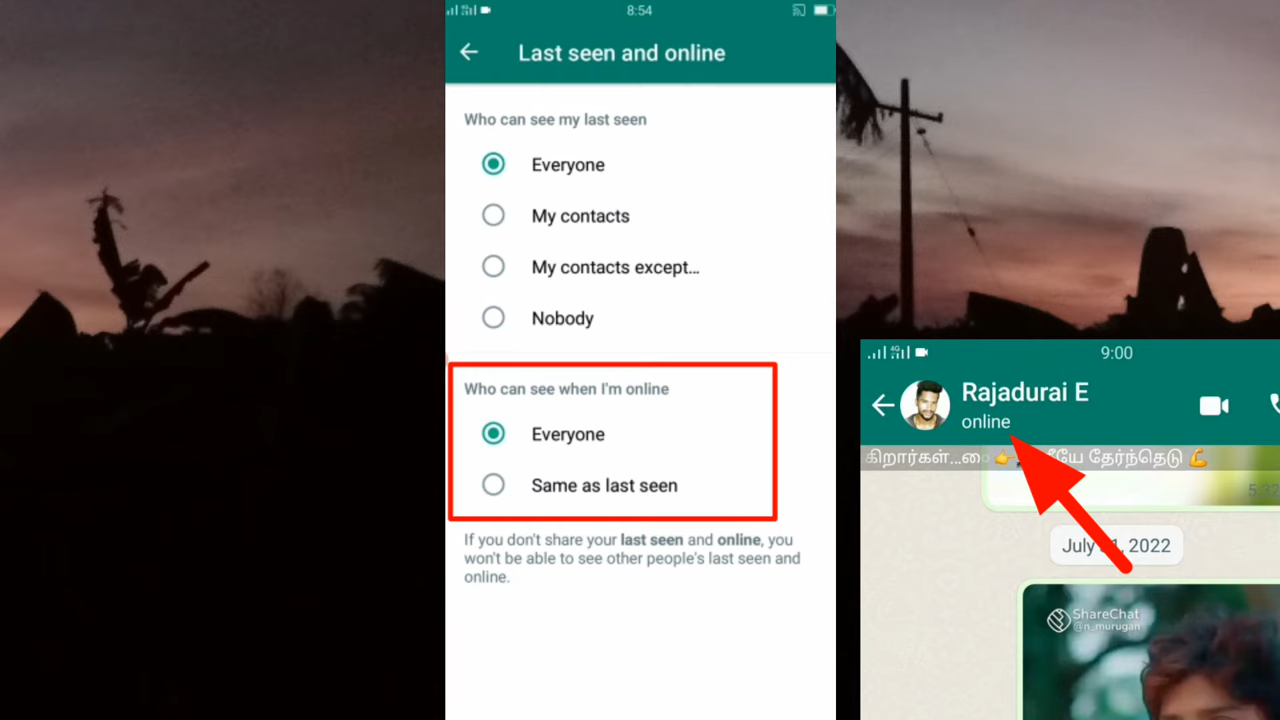 8:54
Last seen and online
Who can see my last seen
Everyone
My contacts
My contacts except...
Nobody
Who can see when I'm online
Everyone
Same as last seen
If you don't share your last seen and online, you
won't be able to see other people's last seen and
online.
4G
9:00
Rajadurai E
online
கிறார்கள்... 👉 தேர்ந்தெடு 💪
July 2022
ShareChat
@n_murugan